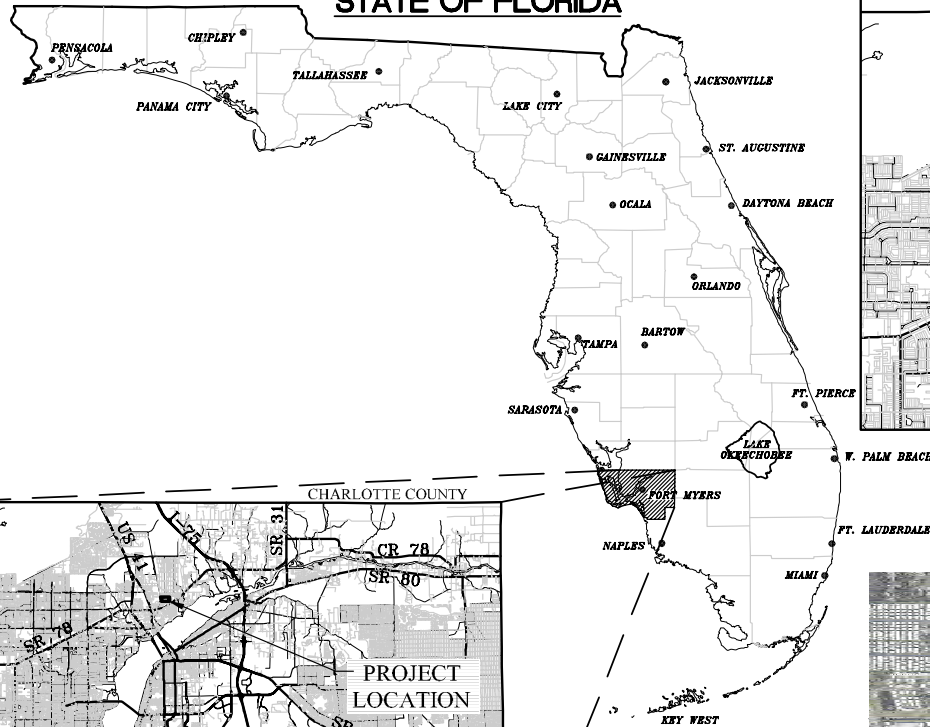 STATE OF FLORIDA
PENSACOLA
CHIPLEY
TALLAHASSEE
PANAMA CITY
LAKE CITY
JACKSONVILLE
ST. AUGUSTINE
GAINESVILLE
OCALA
DAYTONA BEACH
ORLANDO
TAMPA
BARTOW
SARASOTA
FT. PIERCE
LAKE
OKEECHOBEE
W. PALM BEACH
FORT MYERS
NAPLES
FT. LAUDERDALE
MIAMI
KEY WEST
CHARLOTTE COUNTY
US 41
I-75
SR 31
CR 78
SR 80
SR 78
PROJECT
LOCATION
SR